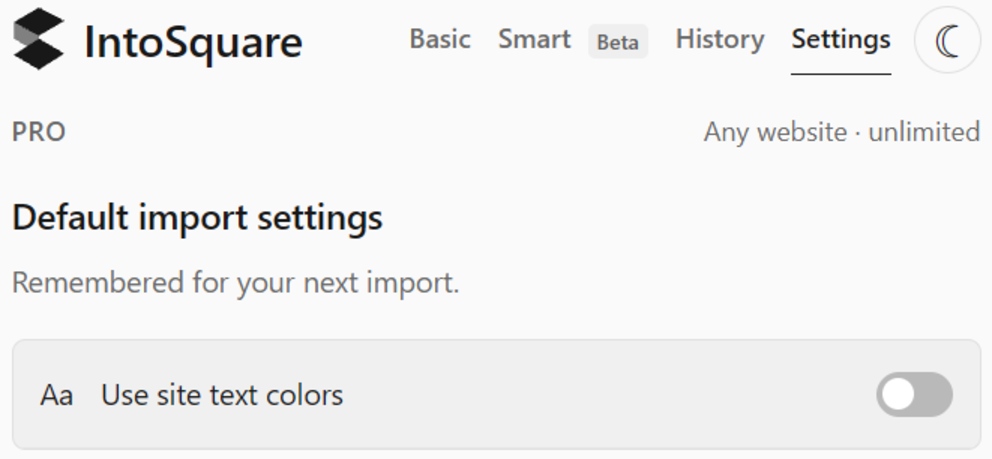 IntoSquare Basic Smart Beta History Settings
PRO Any website · unlimited
Default import settings
Remembered for your next import.
Aa Use site text colors